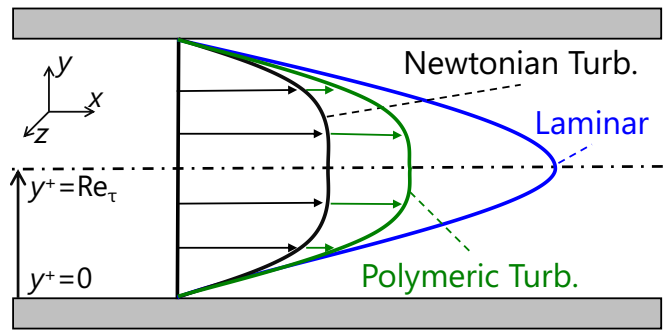 y
x
z
Newtonian Turb.
Laminar
y⁺=Re_τ
y⁺=0
Polymeric Turb.